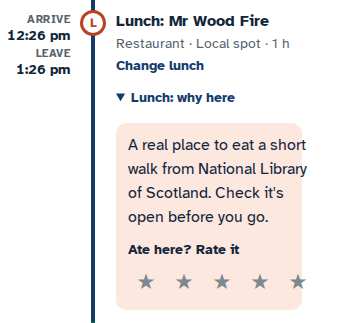 ARRIVE
12:26 pm
LEAVE
1:26 pm
L
Lunch: Mr Wood Fire
Restaurant · Local spot · 1 h
Change lunch
▼ Lunch: why here
A real place to eat a short
walk from National Library
of Scotland. Check it's
open before you go.
Ate here? Rate it
★ ★ ★ ★ ★